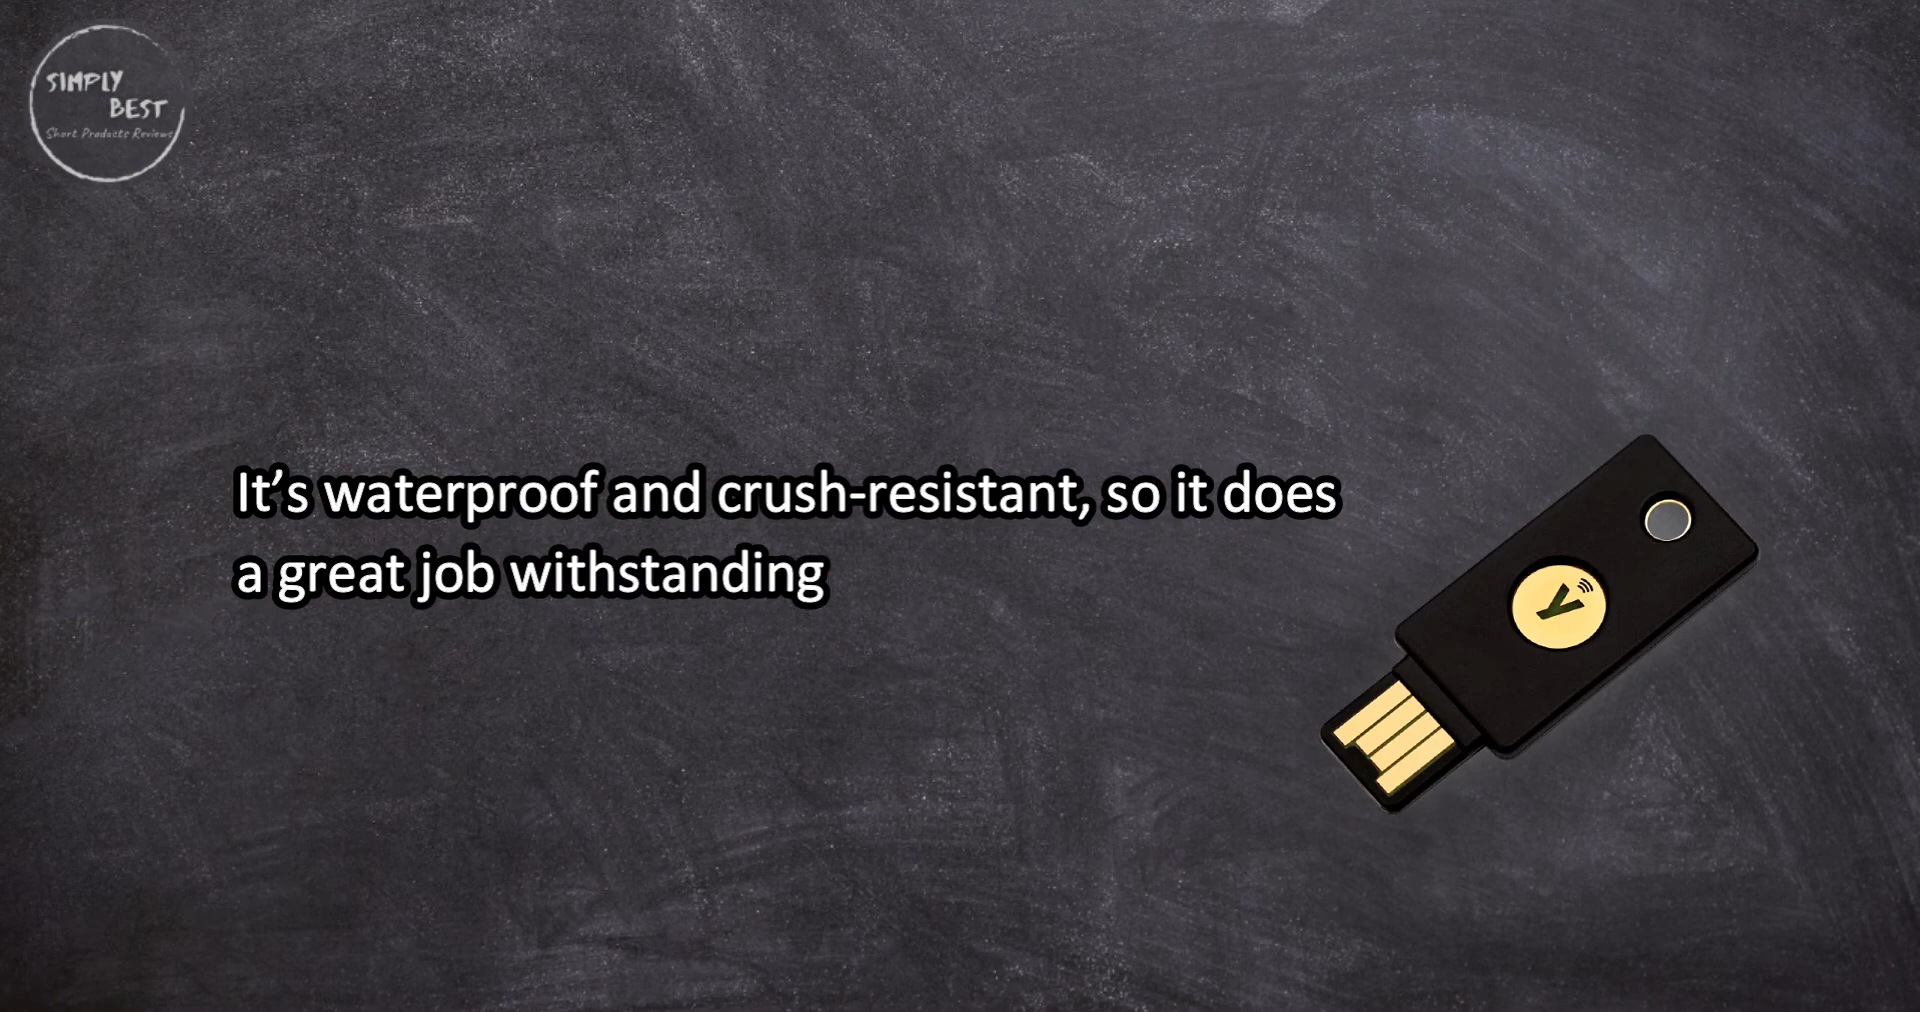 SIMPLY
BEST
Short Products Reviews
It’s waterproof and crush-resistant, so it does
a great job withstanding
y